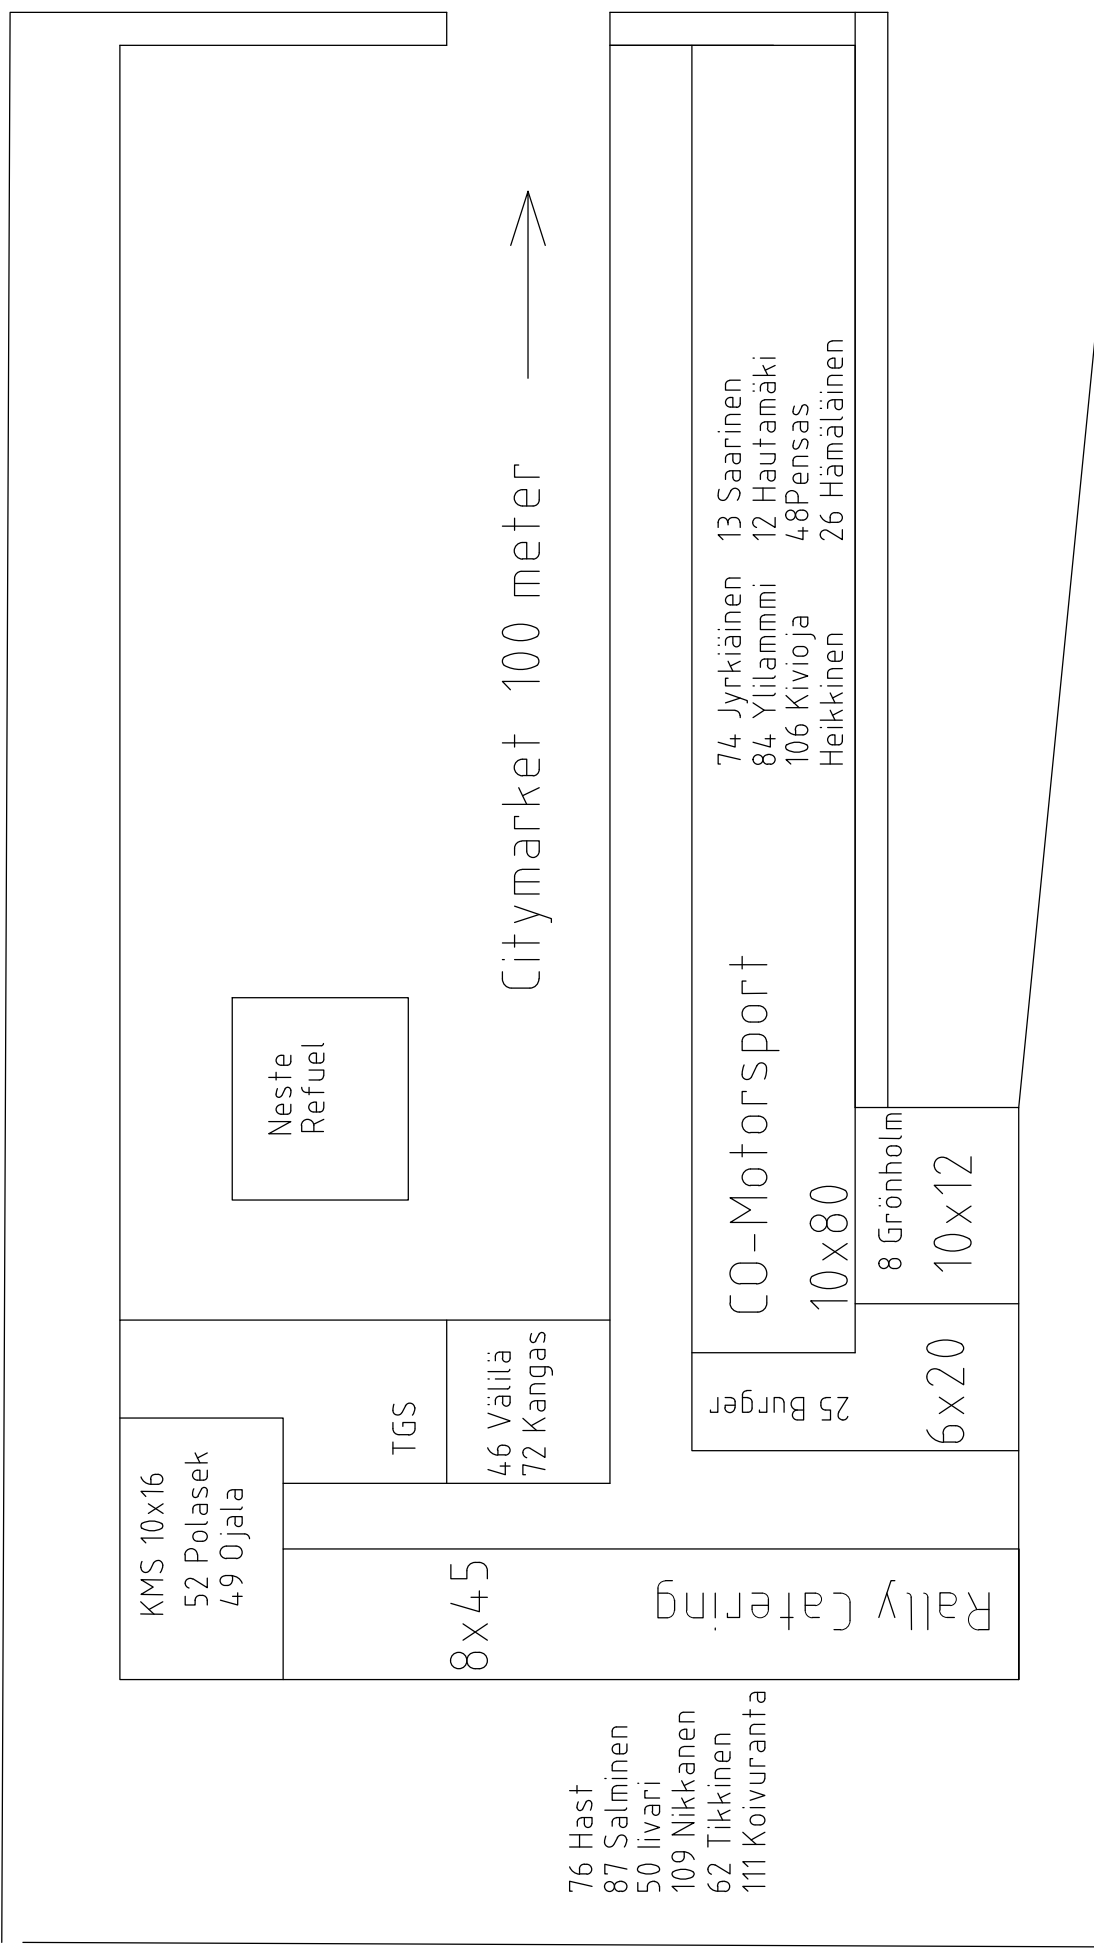 KMS 10x16
52 Polasek
49 Ojala
TGS
46 Välilä
72 Kangas
Neste
Refuel
Citymarket 100 meter
8x45
Rally Catering
76 Hast
87 Salminen
50 Iivari
109 Nikkanen
62 Tikkinen
111 Koivuranta
25 Burger
6x20
CO-Motorsport
10x80
74 Jyrkiäinen
84 Ylilammmi
106 Kivioja
Heikkinen
13 Saarinen
12 Hautamäki
48Pensas
26 Hämäläinen
8 Grönholm
10x12